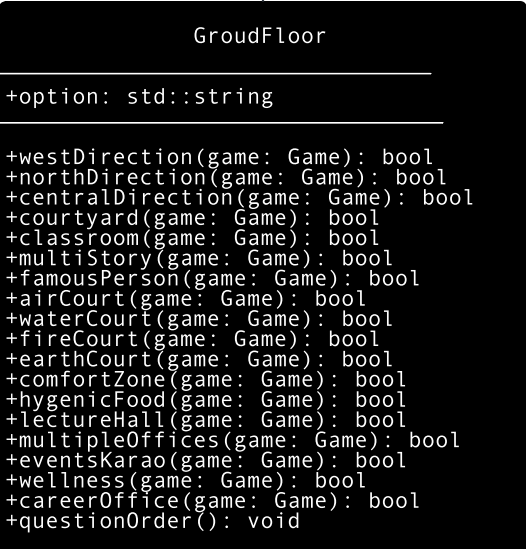 GroudFloor
+option: std::string
+westDirection(game: Game): bool
+northDirection(game: Game): bool
+centralDirection(game: Game): bool
+courtyard(game: Game): bool
+classroom(game: Game): bool
+multiStory(game: Game): bool
+famousPerson(game: Game): bool
+airCourt(game: Game): bool
+waterCourt(game: Game): bool
+fireCourt(game: Game): bool
+earthCourt(game: Game): bool
+comfortZone(game: Game): bool
+hygenicFood(game: Game): bool
+lectureHall(game: Game): bool
+multipleOffices(game: Game): bool
+eventsKarao(game: Game): bool
+wellness(game: Game): bool
+careerOffice(game: Game): bool
+questionOrder(): void